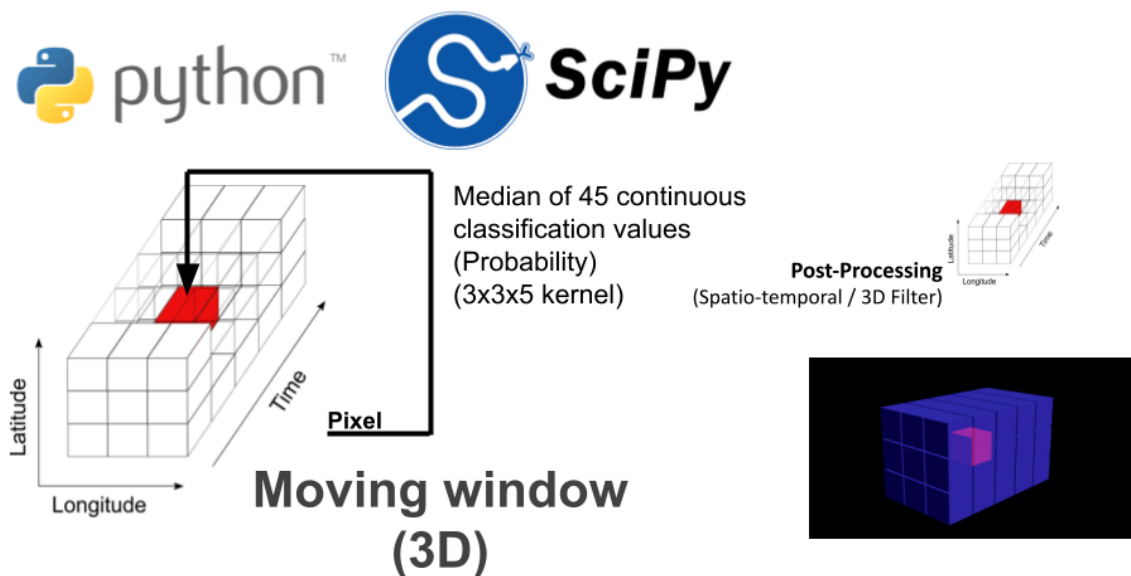 python™
SciPy
Median of 45 continuous
classification values
(Probability)
(3x3x5 kernel)
Latitude
Longitude
Time
Pixel
Moving window
(3D)
Post-Processing
(Spatio-temporal / 3D Filter)
Latitude
Longitude
Time